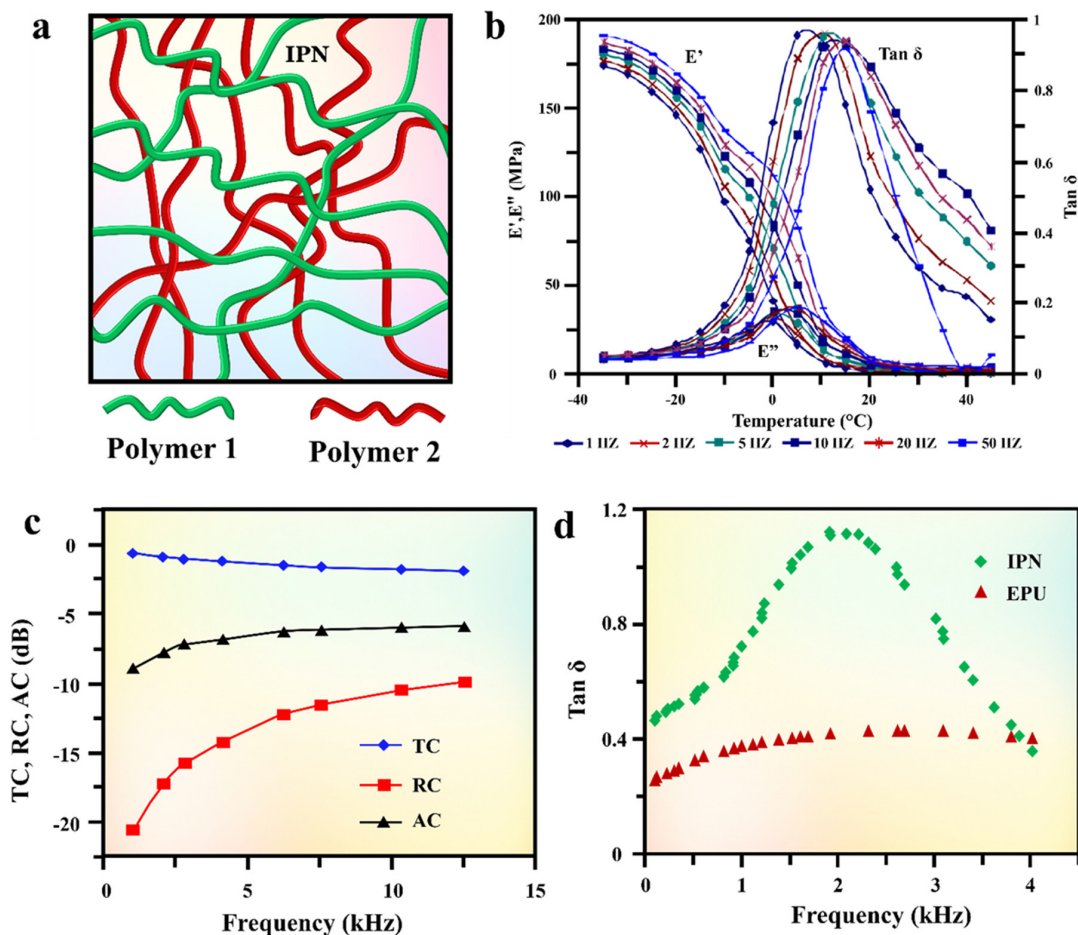 a
IPN
Polymer 1
Polymer 2
b
E',E" (MPa)
200
150
100
50
0
E'
Tan δ
E"
1
0.8
0.6
0.4
0.2
0
Tan δ
-40
-20
0
20
40
Temperature (°C)
1 HZ
2 HZ
5 HZ
10 HZ
20 HZ
50 HZ
c
TC, RC, AC (dB)
0
-5
-10
-15
-20
TC
RC
AC
0
5
10
15
Frequency (kHz)
d
Tan δ
1.2
0.8
0.4
0
IPN
EPU
0
1
2
3
4
Frequency (kHz)